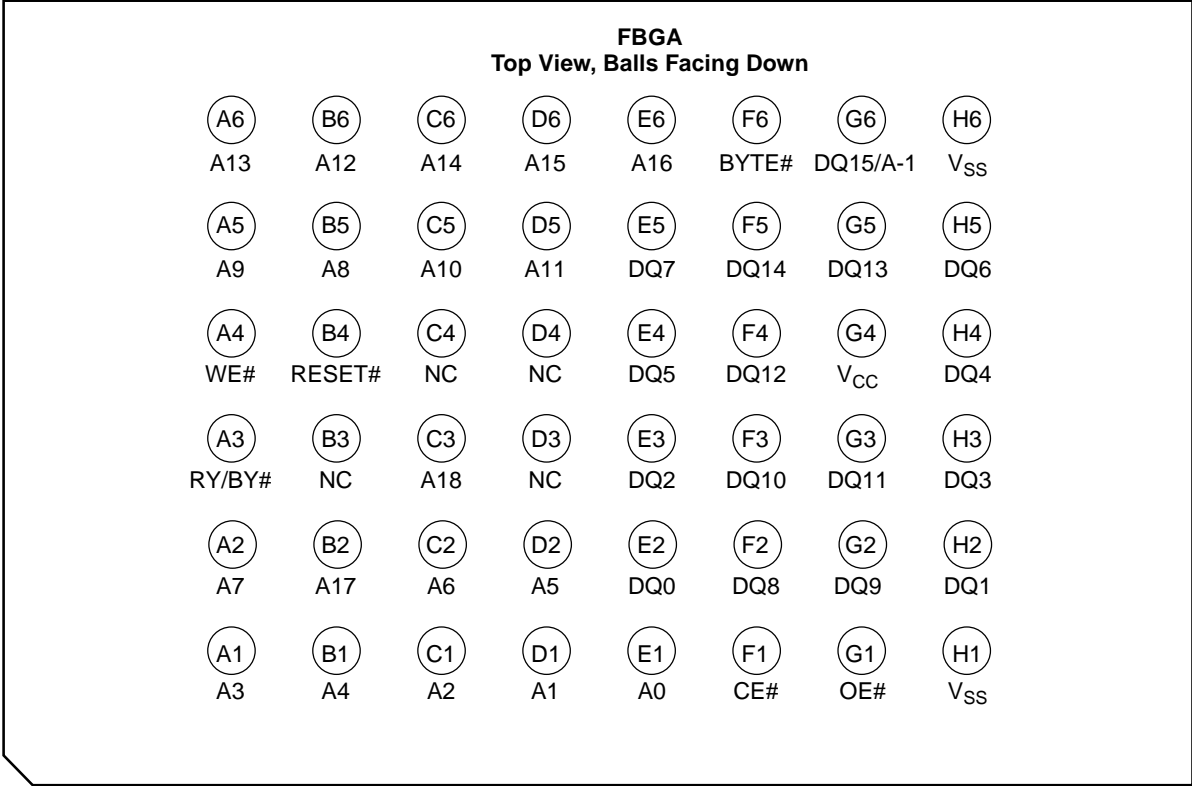 FBGA
Top View, Balls Facing Down
A6 B6 C6 D6 E6 F6 G6 H6
A13 A12 A14 A15 A16 BYTE# DQ15/A-1 VSS
A5 B5 C5 D5 E5 F5 G5 H5
A9 A8 A10 A11 DQ7 DQ14 DQ13 DQ6
A4 B4 C4 D4 E4 F4 G4 H4
WE# RESET# NC NC DQ5 DQ12 VCC DQ4
A3 B3 C3 D3 E3 F3 G3 H3
RY/BY# NC A18 NC DQ2 DQ10 DQ11 DQ3
A2 B2 C2 D2 E2 F2 G2 H2
A7 A17 A6 A5 DQ0 DQ8 DQ9 DQ1
A1 B1 C1 D1 E1 F1 G1 H1
A3 A4 A2 A1 A0 CE# OE# VSS